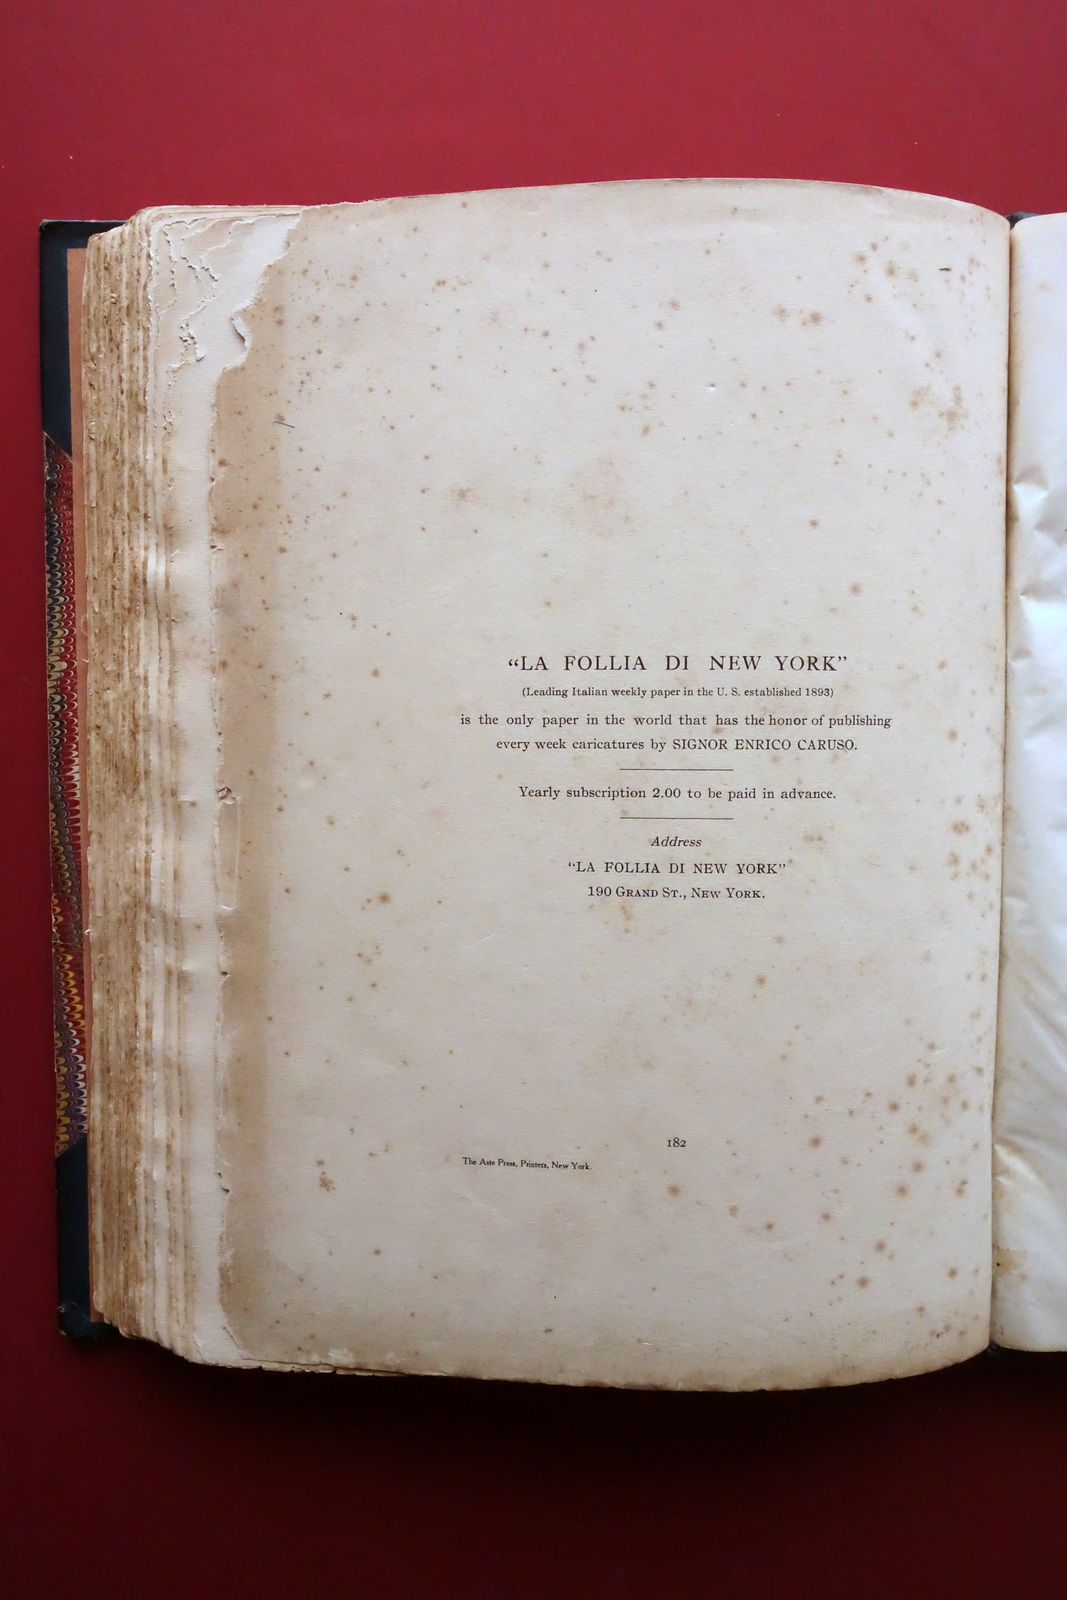 “LA FOLLIA DI NEW YORK”
(Leading Italian weekly paper in the U. S. established 1893)
is the only paper in the world that has the honor of publishing
every week caricatures by SIGNOR ENRICO CARUSO.
Yearly subscription 2.00 to be paid in advance.
Address
“LA FOLLIA DI NEW YORK”
190 GRAND ST., NEW YORK.
182
The Aste Press, Printers, New York.